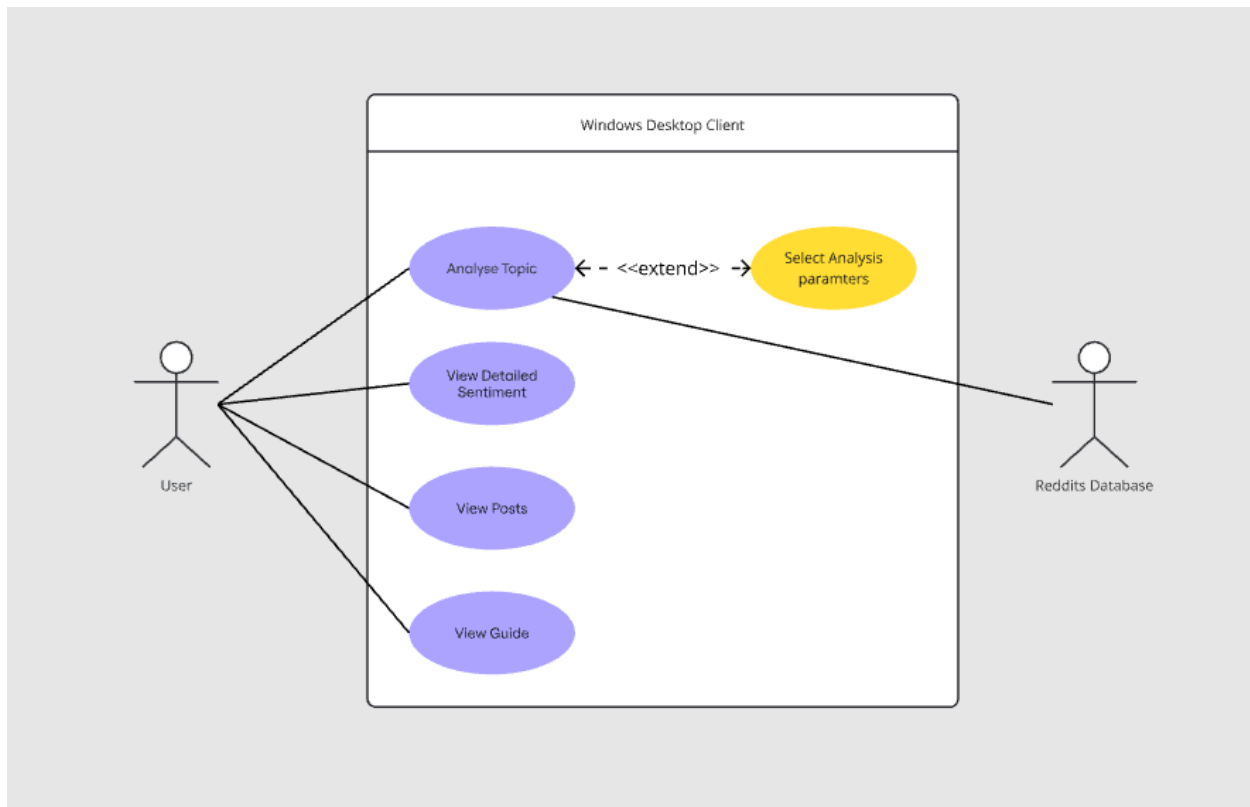 Windows Desktop Client
Analyse Topic
<<extend>>
Select Analysis
paramters
View Detailed
Sentiment
User
Reddits Database
View Posts
View Guide